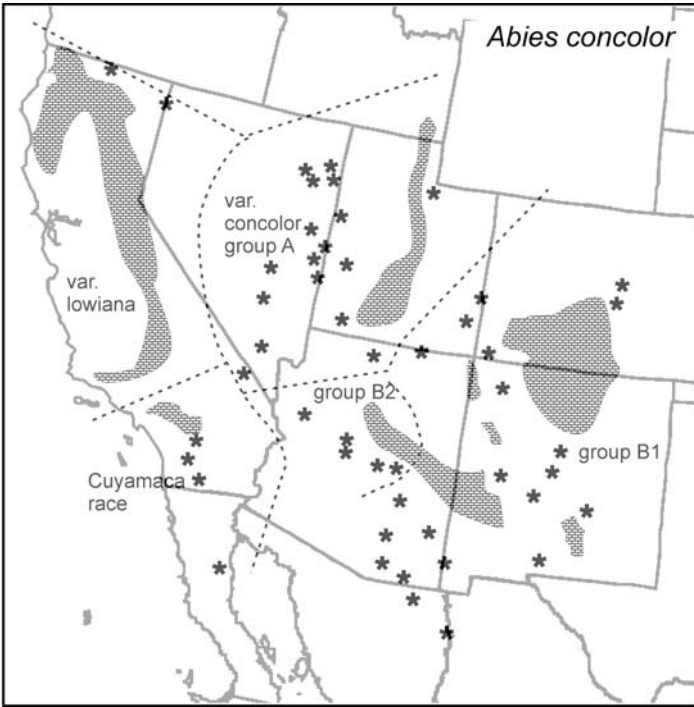 Abies concolor
var.
concolor
group A
var.
lowiana
group B2
group B1
Cuyamaca
race